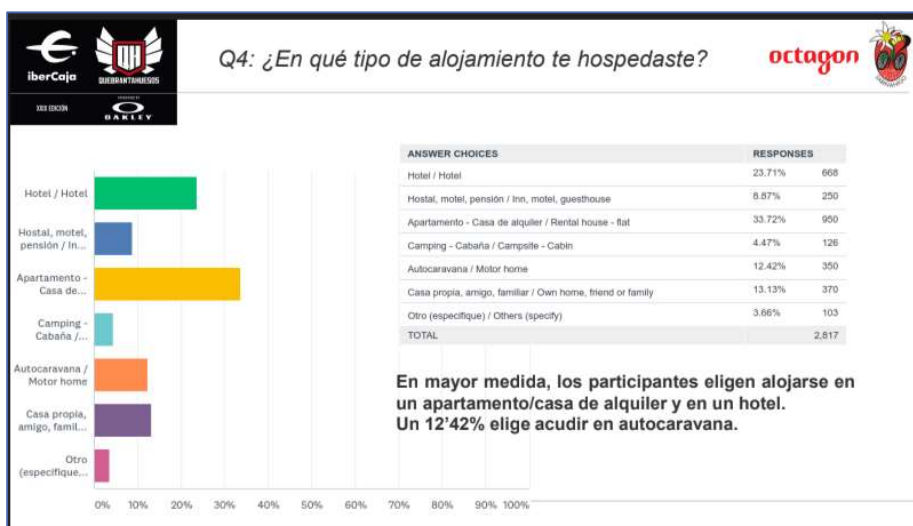 iberCaja
QH
QUEBRANTAHUESOS
XXXI EDICIÓN
OAKLEY
Q4: ¿En qué tipo de alojamiento te hospedaste?
octagon
Hotel / Hotel
Hostal, motel,
pensión / In...
Apartamento -
Casa de...
Camping -
Cabaña /...
Autocaravana /
Motor home
Casa propia,
amigo, famil...
Otro
(especifique,...
0% 10% 20% 30% 40% 50% 60% 70% 80% 90% 100%
ANSWER CHOICES RESPONSES
Hotel / Hotel 23.71% 668
Hostal, motel, pensión / Inn, motel, guesthouse 8.87% 250
Apartamento - Casa de alquiler / Rental house - flat 33.72% 950
Camping - Cabaña / Campsite - Cabin 4.47% 126
Autocaravana / Motor home 12.42% 350
Casa propia, amigo, familiar / Own home, friend or family 13.13% 370
Otro (especifique) / Others (specify) 3.66% 103
TOTAL 2,817
En mayor medida, los participantes eligen alojarse en
un apartamento/casa de alquiler y en un hotel.
Un 12'42% elige acudir en autocaravana.